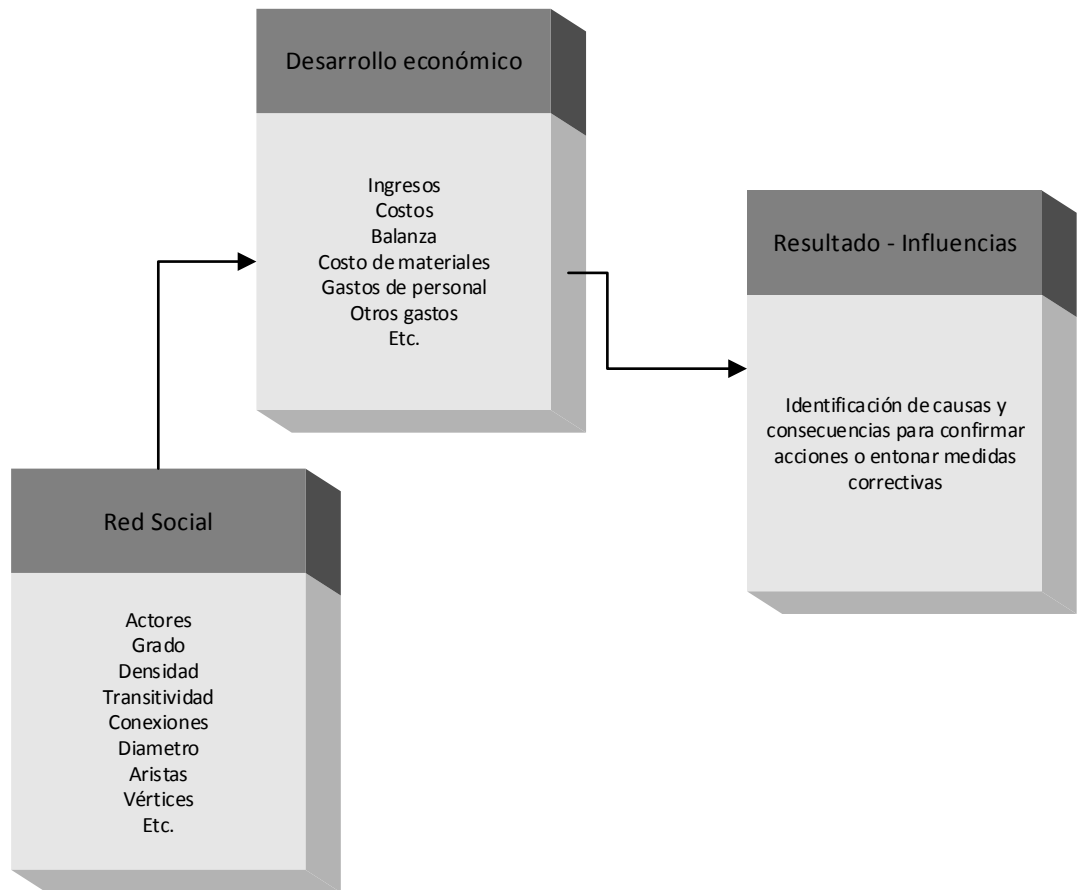 Desarrollo económico
Ingresos
Costos
Balanza
Costo de materiales
Gastos de personal
Otros gastos
Etc.
Resultado - Influencias
Identificación de causas y
consecuencias para confirmar
acciones o entonar medidas
correctivas
Red Social
Actores
Grado
Densidad
Transitividad
Conexiones
Diametro
Aristas
Vértices
Etc.